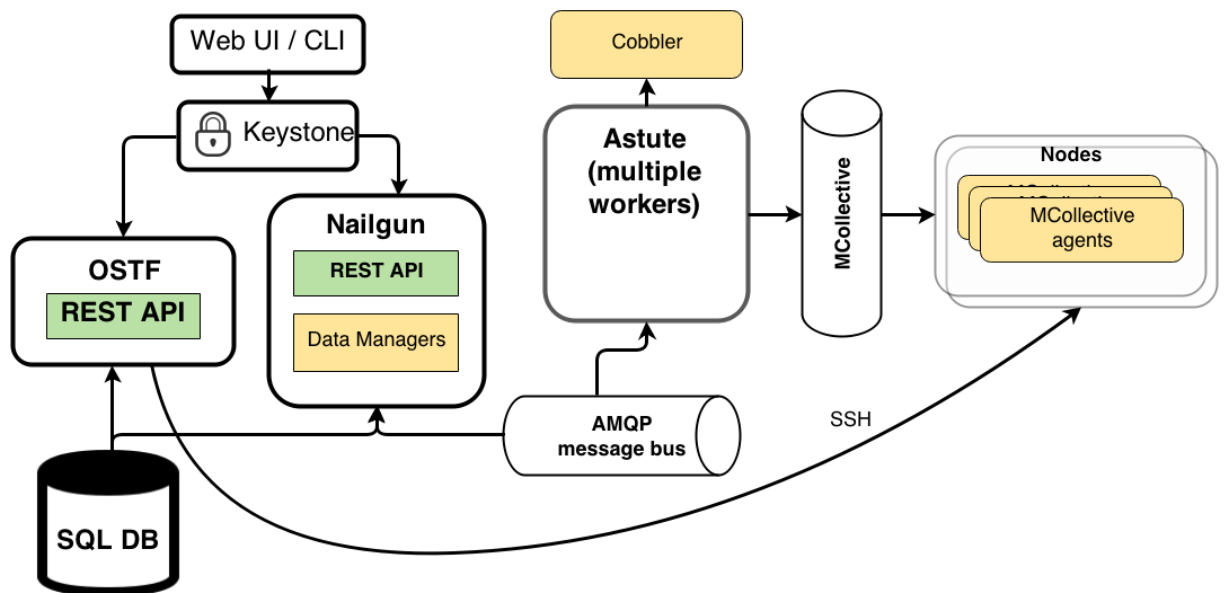 Web UI / CLI
Keystone
OSTF
REST API
Nailgun
REST API
Data Managers
SQL DB
Cobbler
Astute
(multiple
workers)
AMQP
message bus
MCollective
Nodes
MCollective
agents
SSH